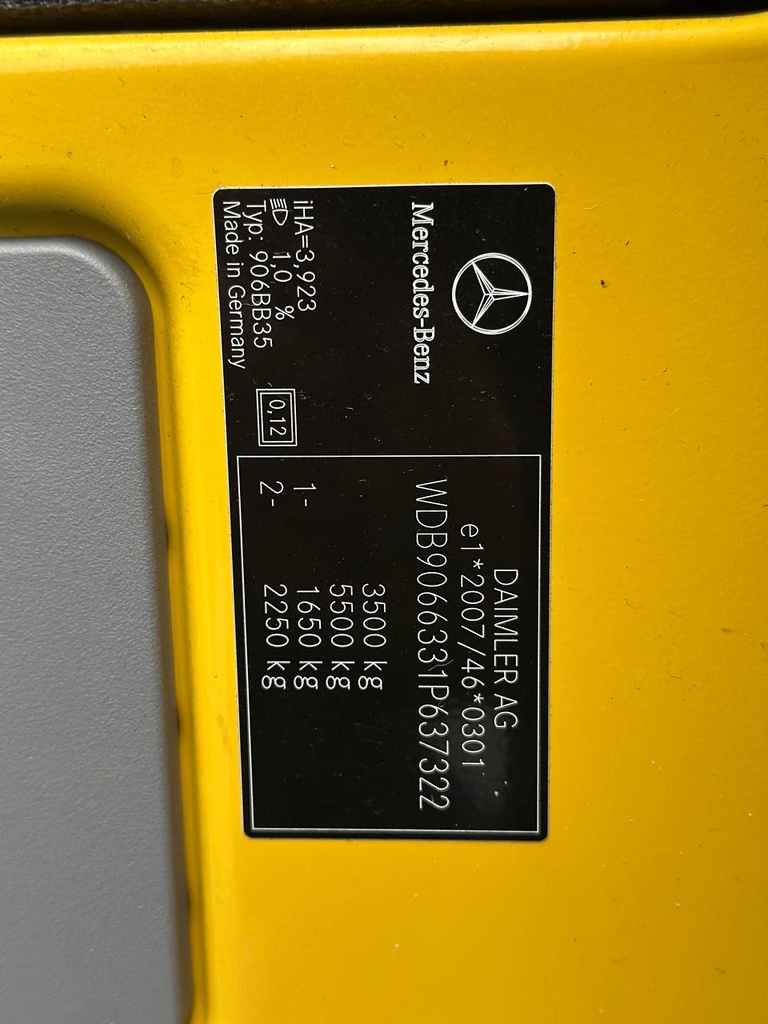 Mercedes-Benz
iHA=3,923
1,0 %
Typ: 906BB35
Made in Germany
0,12
DAIMLER AG
e1*2007/46*0301
WDB9066331P637322
3500 kg
5500 kg
1- 1650 kg
2- 2250 kg